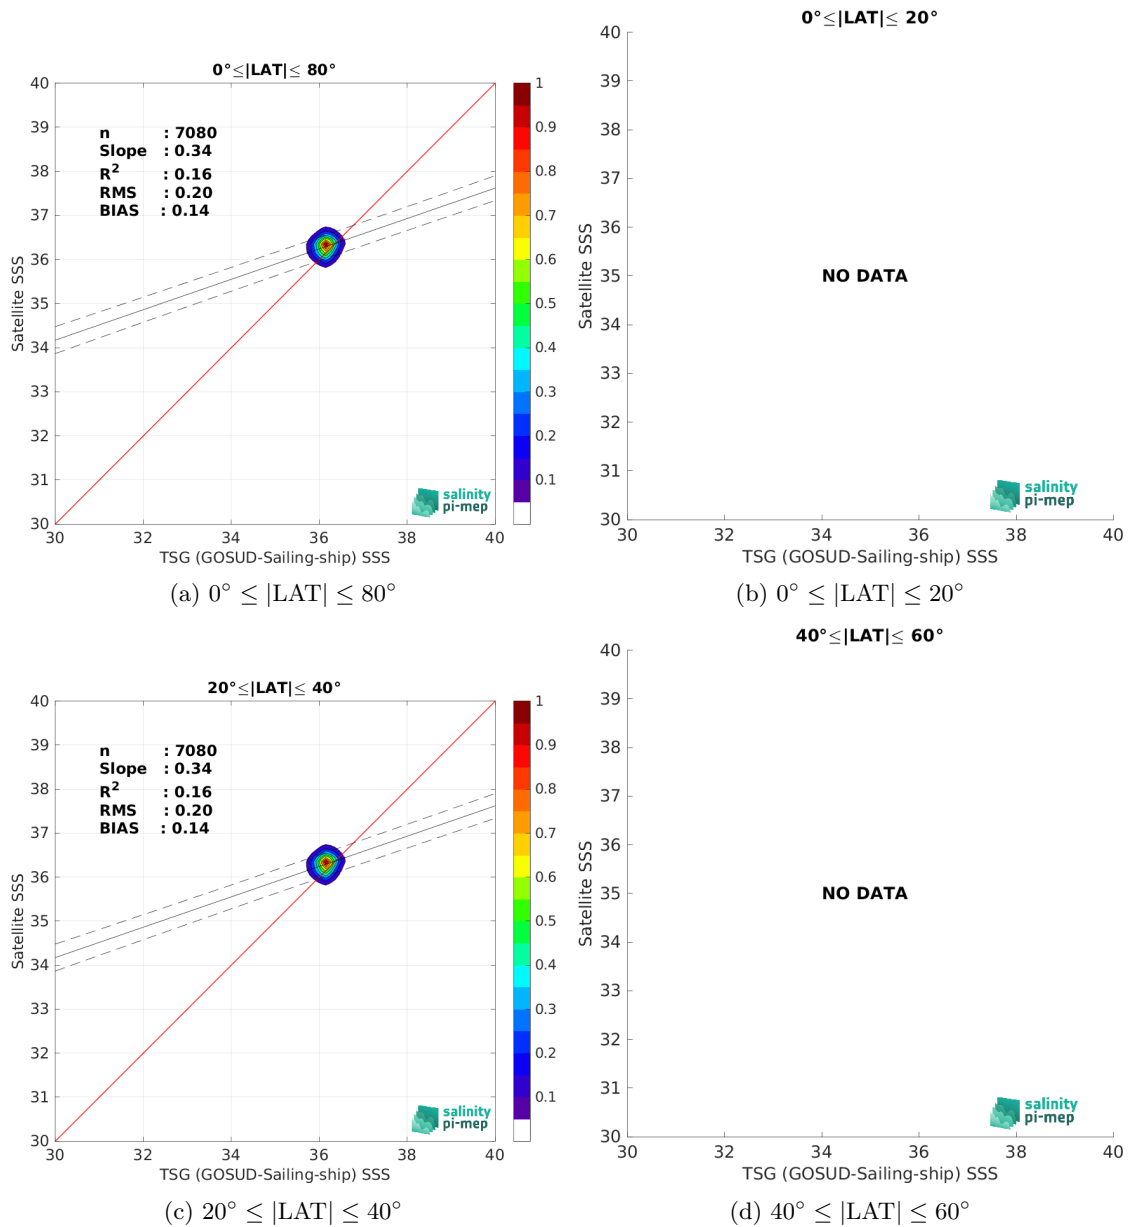 0°≤|LAT|≤ 80°
40
39
38
37
36
35
34
33
32
31
30
Satellite SSS
n : 7080
Slope : 0.34
R² : 0.16
RMS : 0.20
BIAS : 0.14
1
0.9
0.8
0.7
0.6
0.5
0.4
0.3
0.2
0.1
salinity
pi-mep
30 32 34 36 38 40
TSG (GOSUD-Sailing-ship) SSS
(a) 0° ≤ |LAT| ≤ 80°
0°≤|LAT|≤ 20°
40
39
38
37
36
35
34
33
32
31
30
Satellite SSS
NO DATA
salinity
pi-mep
30 32 34 36 38 40
TSG (GOSUD-Sailing-ship) SSS
(b) 0° ≤ |LAT| ≤ 20°
20°≤|LAT|≤ 40°
40
39
38
37
36
35
34
33
32
31
30
Satellite SSS
n : 7080
Slope : 0.34
R² : 0.16
RMS : 0.20
BIAS : 0.14
1
0.9
0.8
0.7
0.6
0.5
0.4
0.3
0.2
0.1
salinity
pi-mep
30 32 34 36 38 40
TSG (GOSUD-Sailing-ship) SSS
(c) 20° ≤ |LAT| ≤ 40°
40°≤|LAT|≤ 60°
40
39
38
37
36
35
34
33
32
31
30
Satellite SSS
NO DATA
salinity
pi-mep
30 32 34 36 38 40
TSG (GOSUD-Sailing-ship) SSS
(d) 40° ≤ |LAT| ≤ 60°